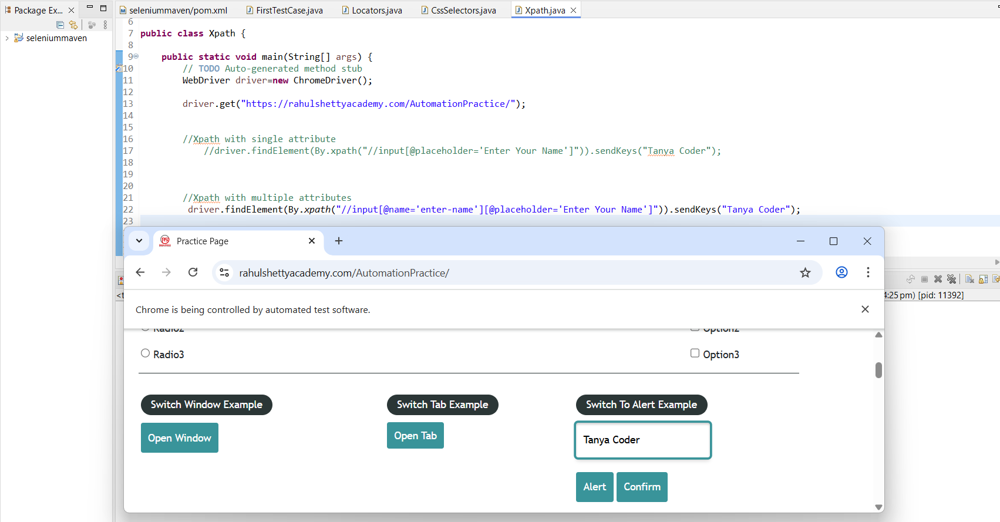 Package Ex...
seleniummaven
seleniummaven/pom.xml
FirstTestCase.java
Locators.java
CssSelectors.java
Xpath.java
6
7 public class Xpath {
8
9 public static void main(String[] args) {
10 // TODO Auto-generated method stub
11 WebDriver driver=new ChromeDriver();
12
13 driver.get("https://rahulshettyacademy.com/AutomationPractice/");
14
15
16 //Xpath with single attribute
17 //driver.findElement(By.xpath("//input[@placeholder='Enter Your Name']")).sendKeys("Tanya Coder");
18
19
20
21 //Xpath with multiple attributes
22 driver.findElement(By.xpath("//input[@name='enter-name'][@placeholder='Enter Your Name']")).sendKeys("Tanya Coder");
23
Practice Page
rahulshettyacademy.com/AutomationPractice/
<t
4:25 pm) [pid: 11392]
Chrome is being controlled by automated test software.
Radio2
Option2
Radio3
Option3
Switch Window Example
Switch Tab Example
Switch To Alert Example
Open Window
Open Tab
Tanya Coder
Alert
Confirm